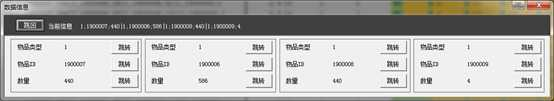 数据信息
跳回 当前信息 1:1900007:440|1:1900006:586|1:1900008:440|1:1900009:4
物品类型 1 跳转 物品类型 1 跳转 物品类型 1 跳转 物品类型 1 跳转
物品ID 1900007 跳转 物品ID 1900006 跳转 物品ID 1900008 跳转 物品ID 1900009 跳转
数量 440 跳转 数量 586 跳转 数量 440 跳转 数量 4 跳转